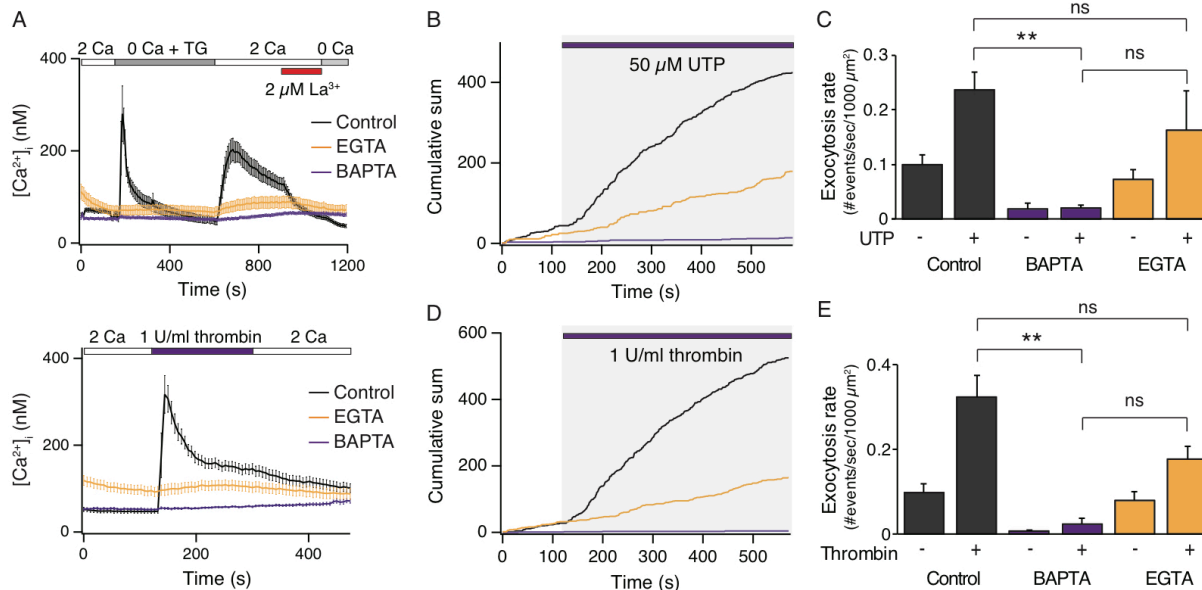 A
2 Ca 0 Ca + TG 2 Ca 0 Ca
2 µM La³⁺
Control
EGTA
BAPTA
[Ca²⁺]i (nM)
400
200
0
0 400 800 1200
Time (s)
2 Ca 1 U/ml thrombin 2 Ca
Control
EGTA
BAPTA
[Ca²⁺]i (nM)
400
200
0
0 200 400
Time (s)
B
50 µM UTP
Cumulative sum
400
200
0
0 100 200 300 400 500
Time (s)
C
ns
**
ns
Exocytosis rate
(#events/sec/1000 µm²)
0.3
0.2
0.1
0
UTP - + - + - +
Control BAPTA EGTA
D
1 U/ml thrombin
Cumulative sum
600
400
200
0
0 100 200 300 400 500
Time (s)
E
ns
**
ns
Exocytosis rate
(#events/sec/1000 µm²)
0.4
0.2
0
Thrombin - + - + - +
Control BAPTA EGTA